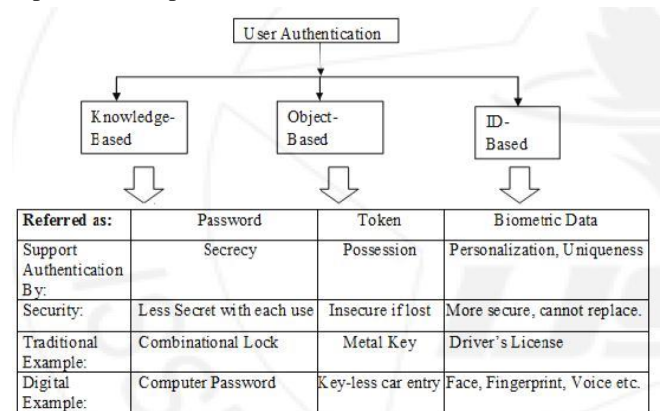 User Authentication
Knowledge-
Based
Object-
Based
ID-
Based
Referred as: Password Token Biometric Data
Support
Authentication
By: Secrecy Possession Personalization, Uniqueness
Security: Less Secret with each use Insecure if lost More secure, cannot replace.
Traditional
Example: Combinational Lock Metal Key Driver's License
Digital
Example: Computer Password Key-less car entry Face, Fingerprint, Voice etc.